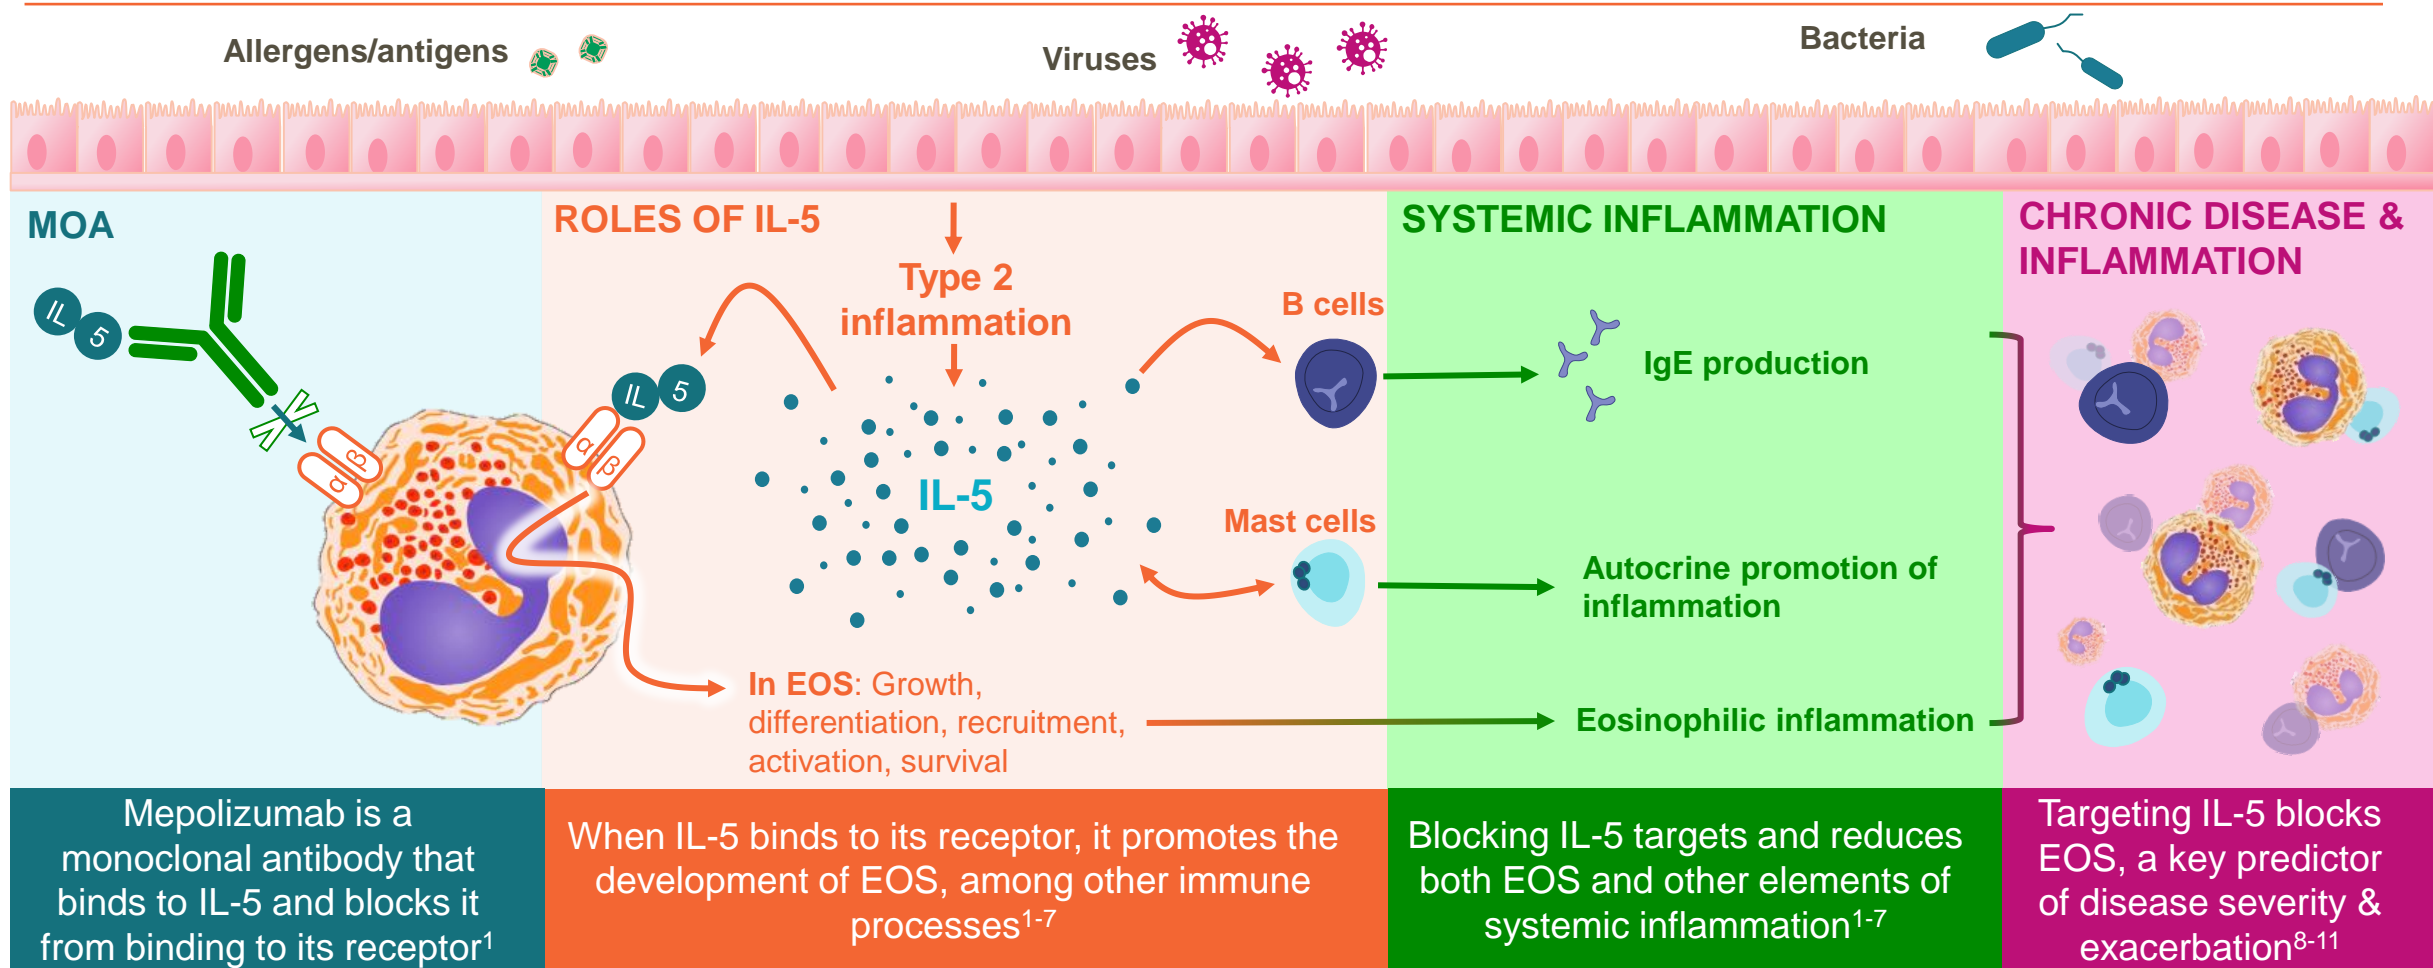 Allergens/antigens
Viruses
Bacteria
MOA
IL
5
α
β
ROLES OF IL-5
Type 2
inflammation
IL
5
α
β
IL-5
B cells
Mast cells
In EOS: Growth,
differentiation, recruitment,
activation, survival
SYSTEMIC INFLAMMATION
IgE production
Autocrine promotion of
inflammation
Eosinophilic inflammation
CHRONIC DISEASE &
INFLAMMATION
Mepolizumab is a
monoclonal antibody that
binds to IL-5 and blocks it
from binding to its receptor1
When IL-5 binds to its receptor, it promotes the
development of EOS, among other immune
processes1-7
Blocking IL-5 targets and reduces
both EOS and other elements of
systemic inflammation1-7
Targeting IL-5 blocks
EOS, a key predictor
of disease severity &
exacerbation8-11